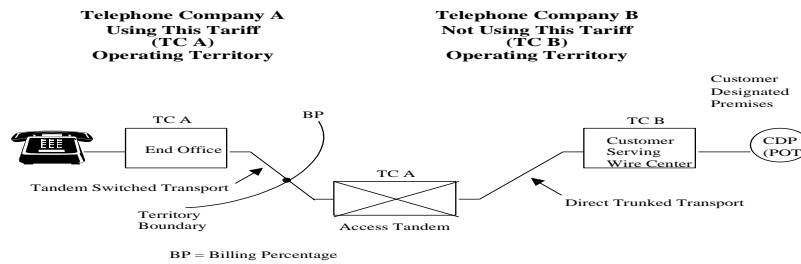 Telephone Company A
Using This Tariff
(TC A)
Operating Territory
Telephone Company B
Not Using This Tariff
(TC B)
Operating Territory
Customer
Designated
Premises
TC A
BP
TC B
End Office
Customer
Serving
Wire Center
CDP
(POT
Tandem Switched Transport
TC A
Territory
Boundary
Direct Trunked Transport
Access Tandem
BP = Billing Percentage